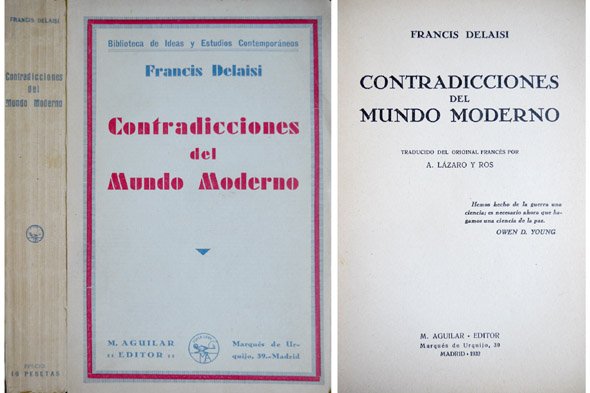 FRANCIS DELAISI
Contradicciones
del
Mundo Moderno
16 PESETAS
Biblioteca de Ideas y Estudios Contemporáneos
Francis Delaisi
Contradicciones
del
Mundo Moderno
M. AGUILAR
EDITOR
Marqués de Ur-
quijo, 39.-Madrid
FRANCIS DELAISI
CONTRADICCIONES
DEL
MUNDO MODERNO
TRADUCIDO DEL ORIGINAL FRANCÉS POR
A. LÁZARO Y ROS
Hemos hecho de la guerra una
ciencia; es necesario ahora que ha-
gamos una ciencia de la paz.
OWEN D. YOUNG
M. AGUILAR - EDITOR
Marqués de Urquijo, 39
MADRID - 1932